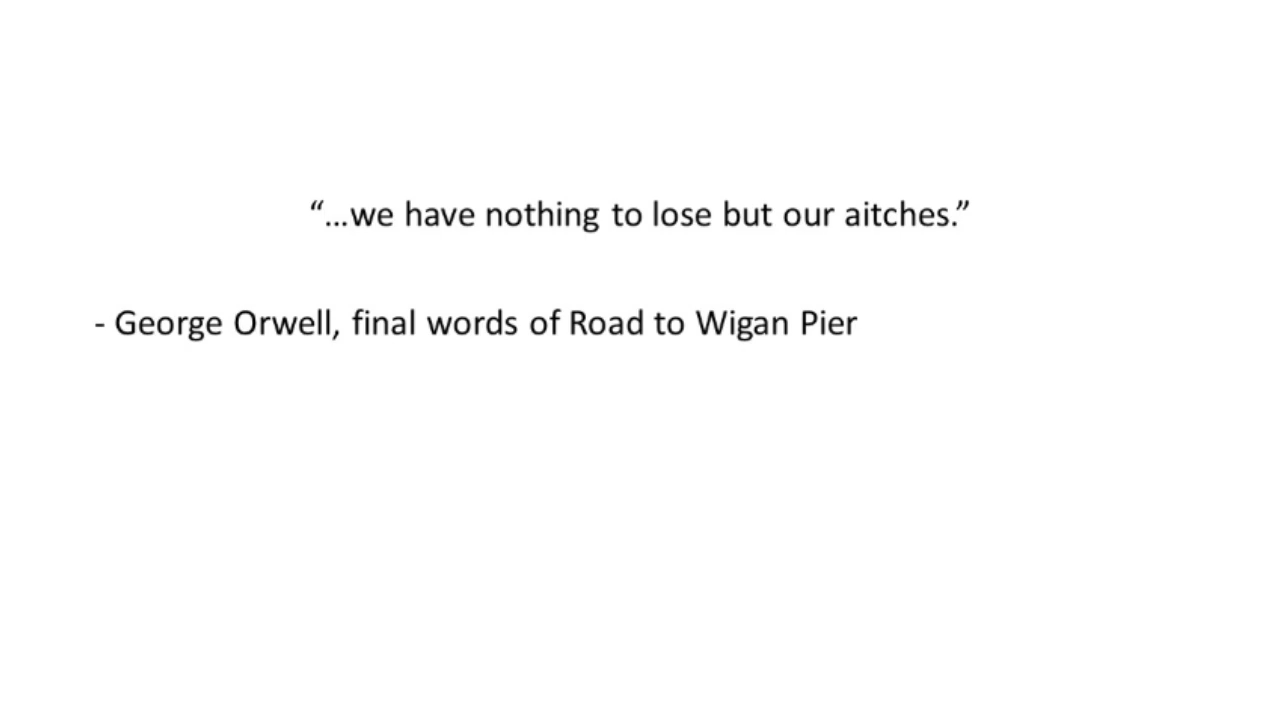 “…we have nothing to lose but our aitches.”
- George Orwell, final words of Road to Wigan Pier